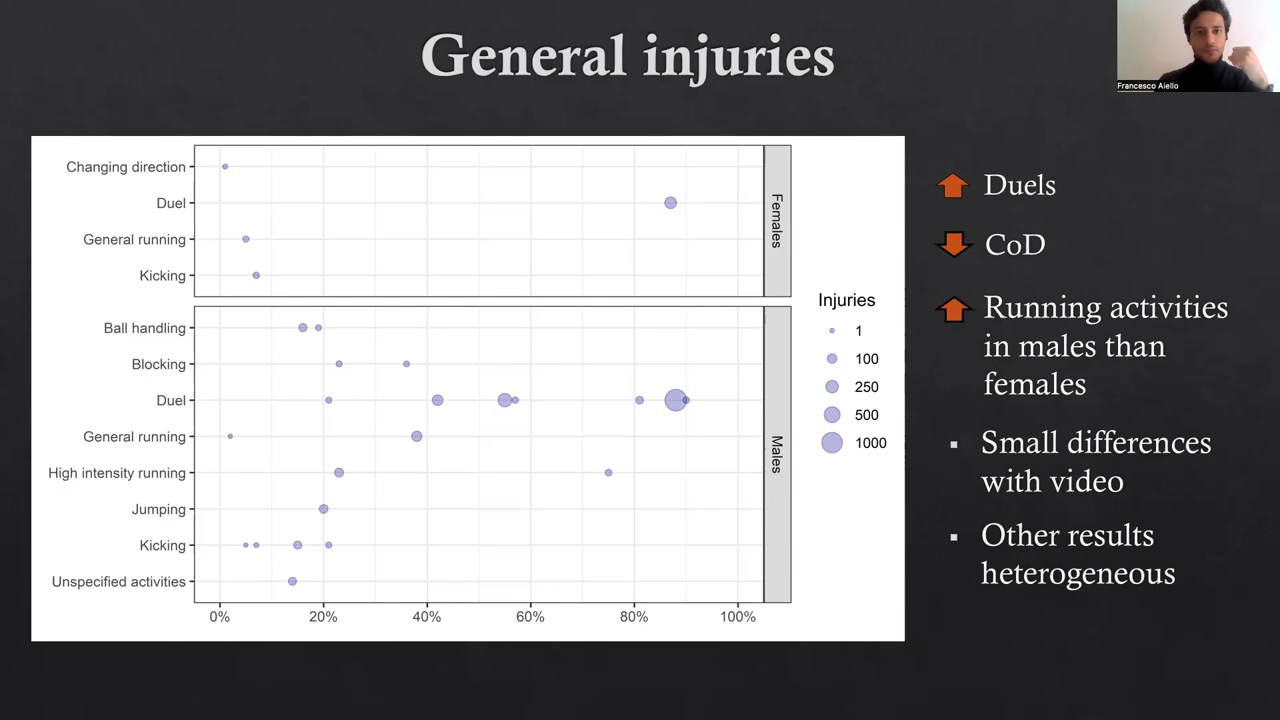 General injuries
Francesco Aiello
Changing direction
Duel
General running
Kicking
Females
Ball handling
Blocking
Duel
General running
High intensity running
Jumping
Kicking
Unspecified activities
Males
0% 20% 40% 60% 80% 100%
Injuries
1
100
250
500
1000
Duels
CoD
Running activities
in males than
females
▪ Small differences
with video
▪ Other results
heterogeneous